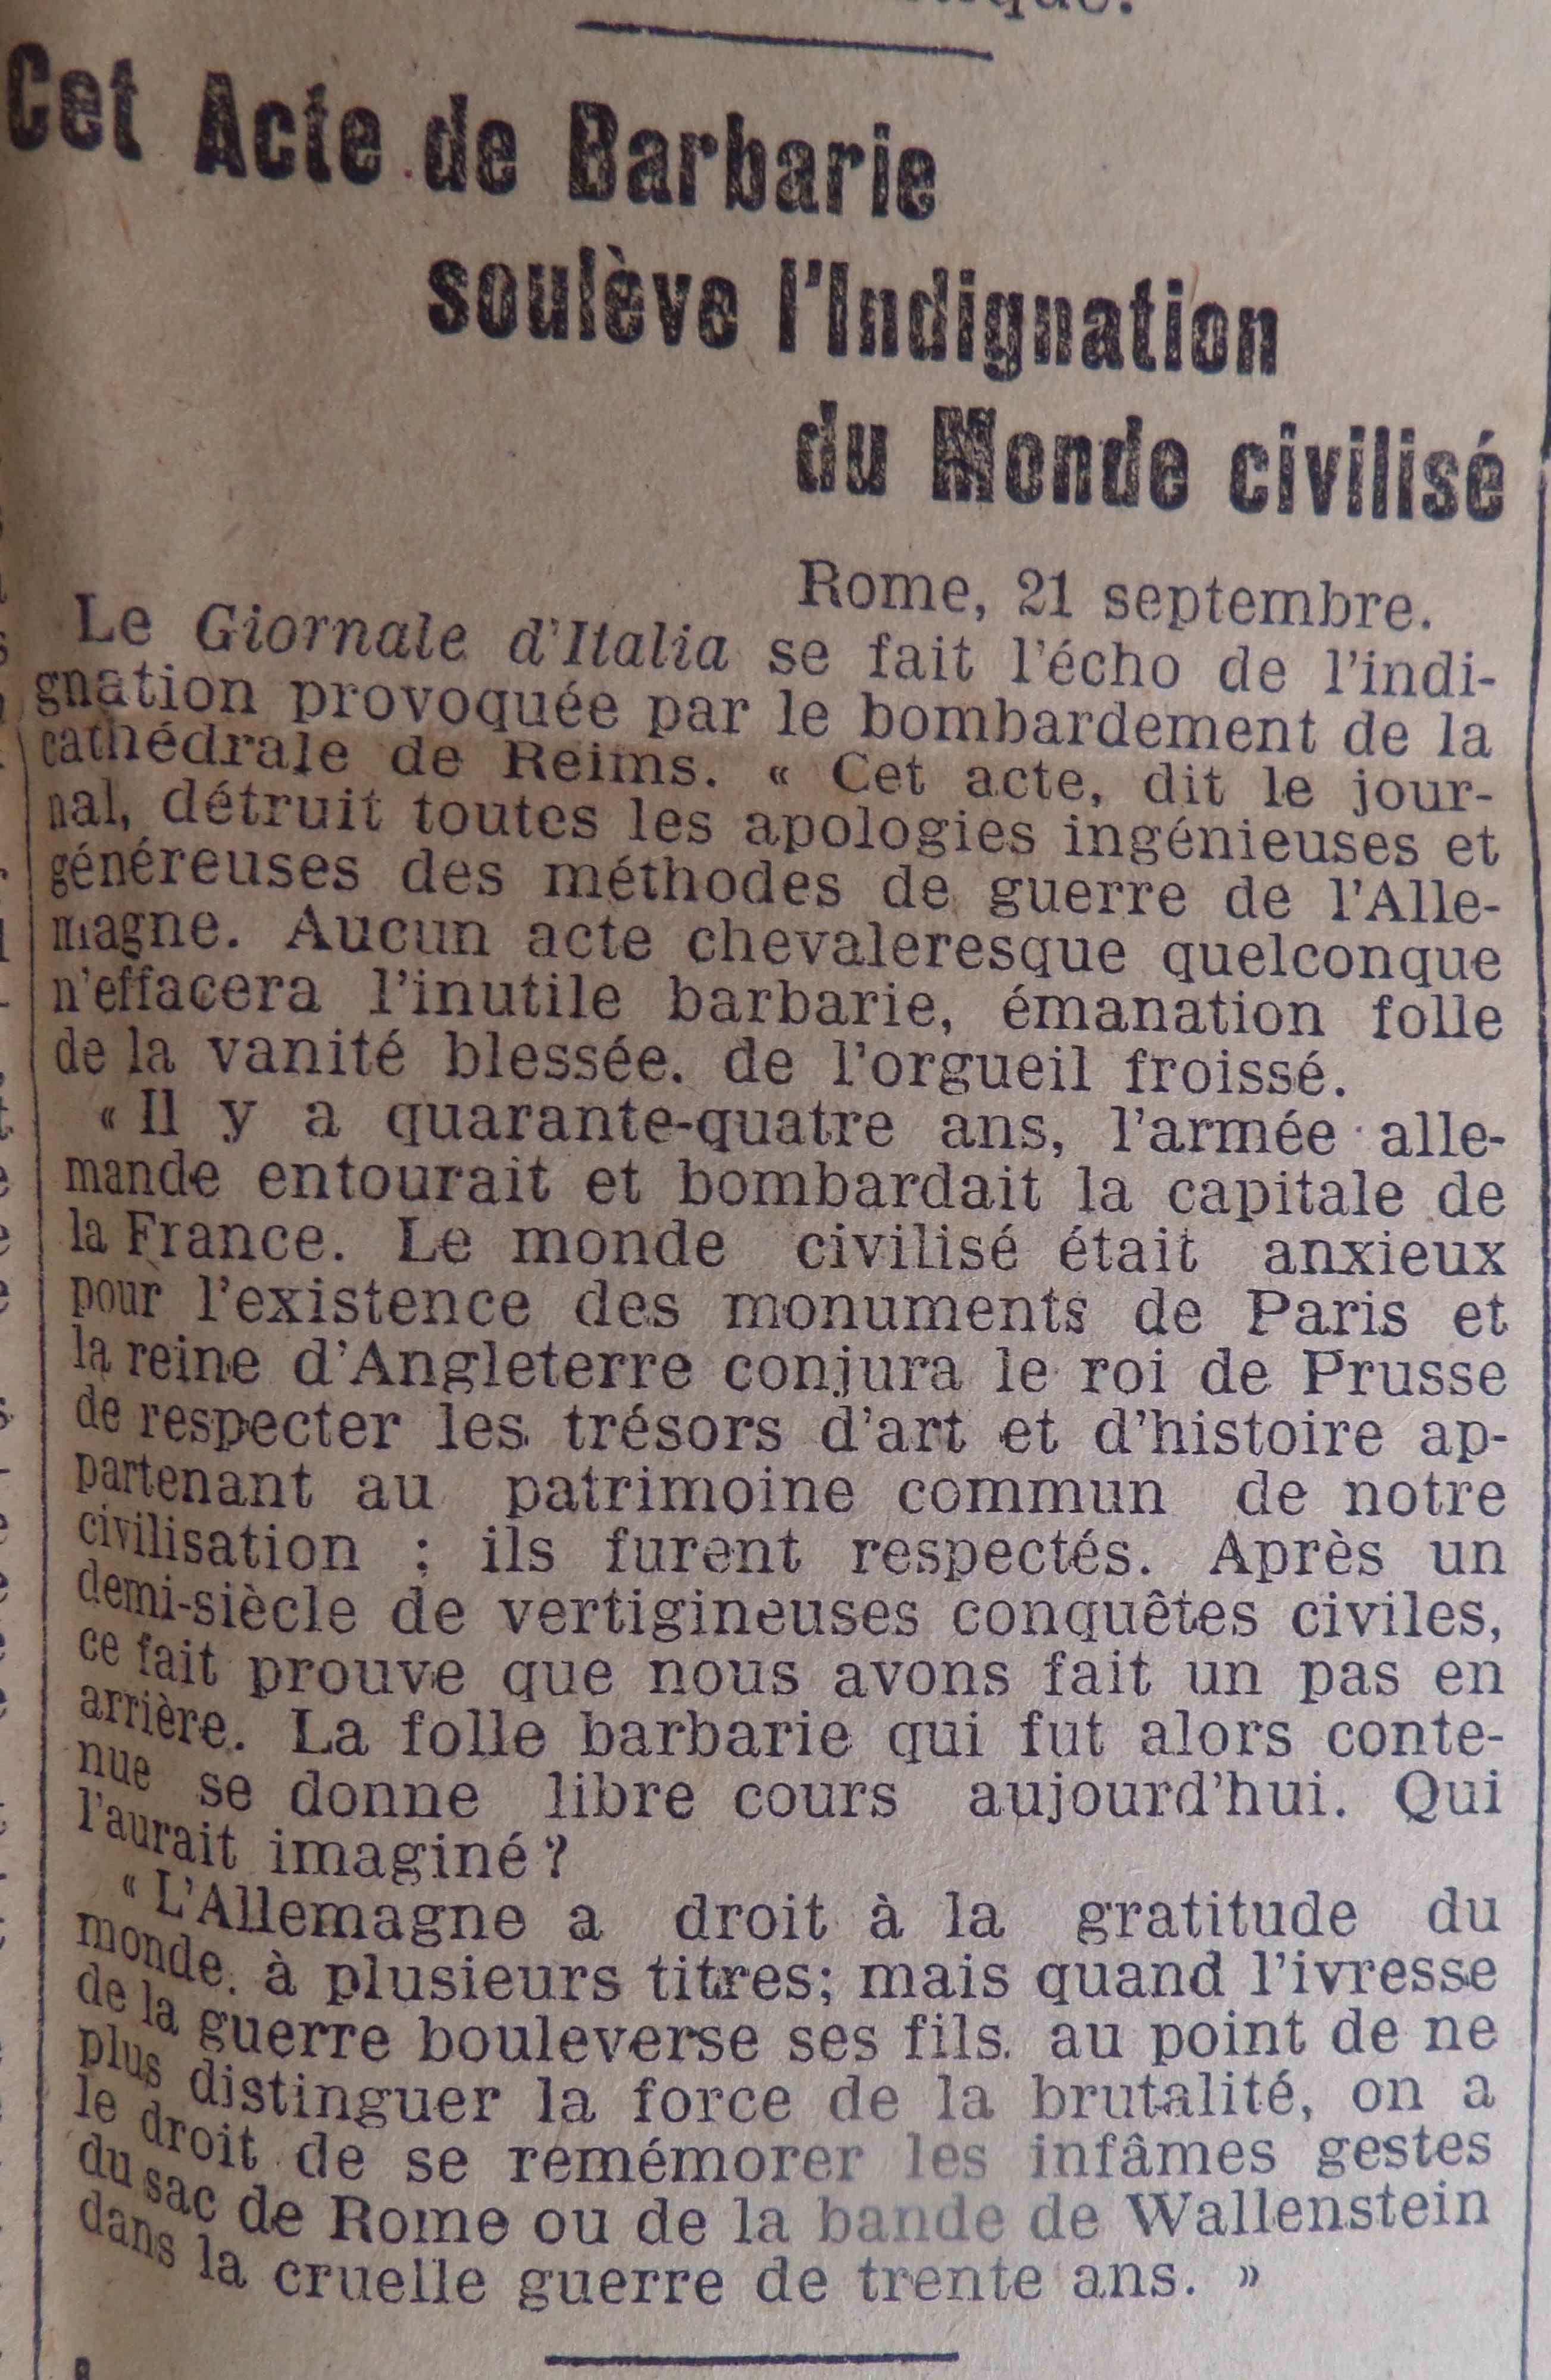 Cet Acte de Barbarie
soulève l'Indignation
du Monde civilisé
Rome, 21 septembre.
Le Giornale d'Italia se fait l'écho de l'indi-
gnation provoquée par le bombardement de la
cathédrale de Reims. « Cet acte, dit le jour-
nal, détruit toutes les apologies ingénieuses et
généreuses des méthodes de guerre de l'Alle-
magne. Aucun acte chevaleresque quelconque
n'effacera l'inutile barbarie, émanation folle
de la vanité blessée. de l'orgueil froissé.
« Il y a quarante-quatre ans, l'armée alle-
mande entourait et bombardait la capitale de
la France. Le monde civilisé était anxieux
pour l'existence des monuments de Paris et
la reine d'Angleterre conjura le roi de Prusse
de respecter les trésors d'art et d'histoire ap-
partenant au patrimoine commun de notre
civilisation : ils furent respectés. Après un
demi-siècle de vertigineuses conquêtes civiles,
ce fait prouve que nous avons fait un pas en
arrière. La folle barbarie qui fut alors conte-
nue se donne libre cours aujourd'hui. Qui
l'aurait imaginé ?
« L'Allemagne a droit à la gratitude du
monde. à plusieurs titres; mais quand l'ivresse
de la guerre bouleverse ses fils. au point de ne
plus distinguer la force de la brutalité, on a
le droit de se remémorer les infâmes gestes
du sac de Rome ou de la bande de Wallenstein
dans la cruelle guerre de trente ans. »